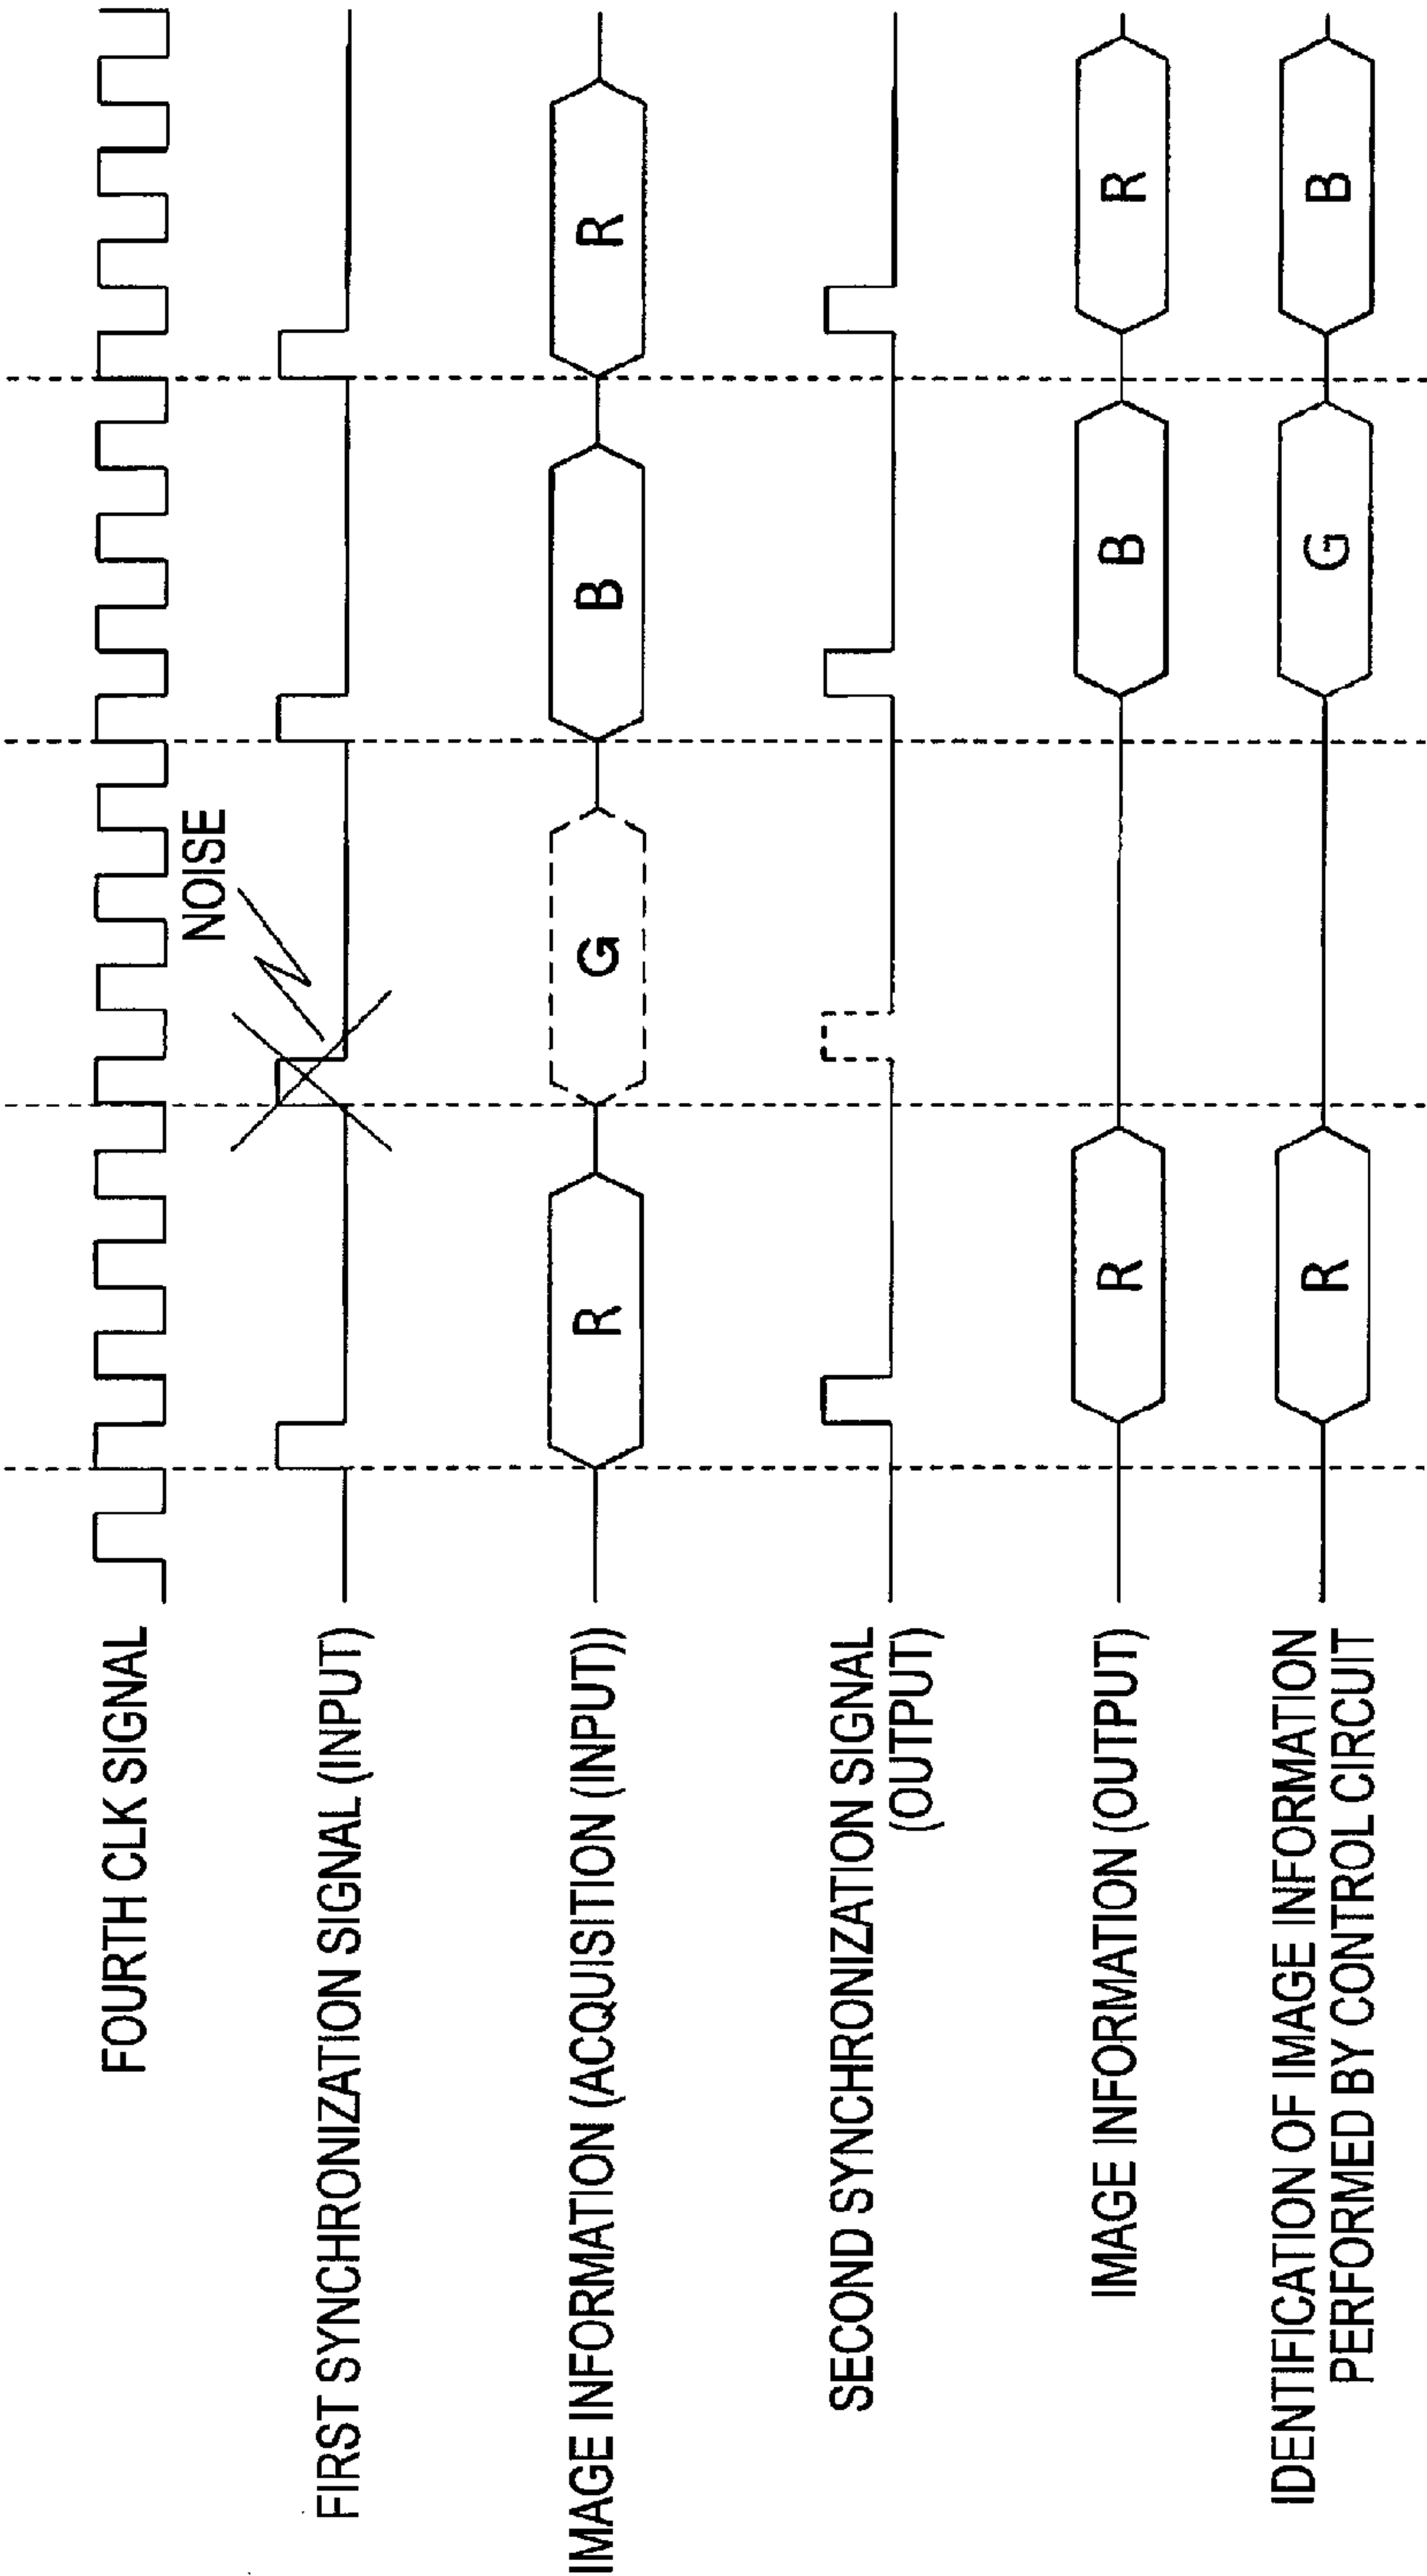 FOURTH CLK SIGNAL
NOISE
FIRST SYNCHRONIZATION SIGNAL (INPUT)
IMAGE INFORMATION (ACQUISITION (INPUT))
R
G
B
R
SECOND SYNCHRONIZATION SIGNAL
(OUTPUT)
IMAGE INFORMATION (OUTPUT)
R
B
R
IDENTIFICATION OF IMAGE INFORMATION
PERFORMED BY CONTROL CIRCUIT
R
G
B